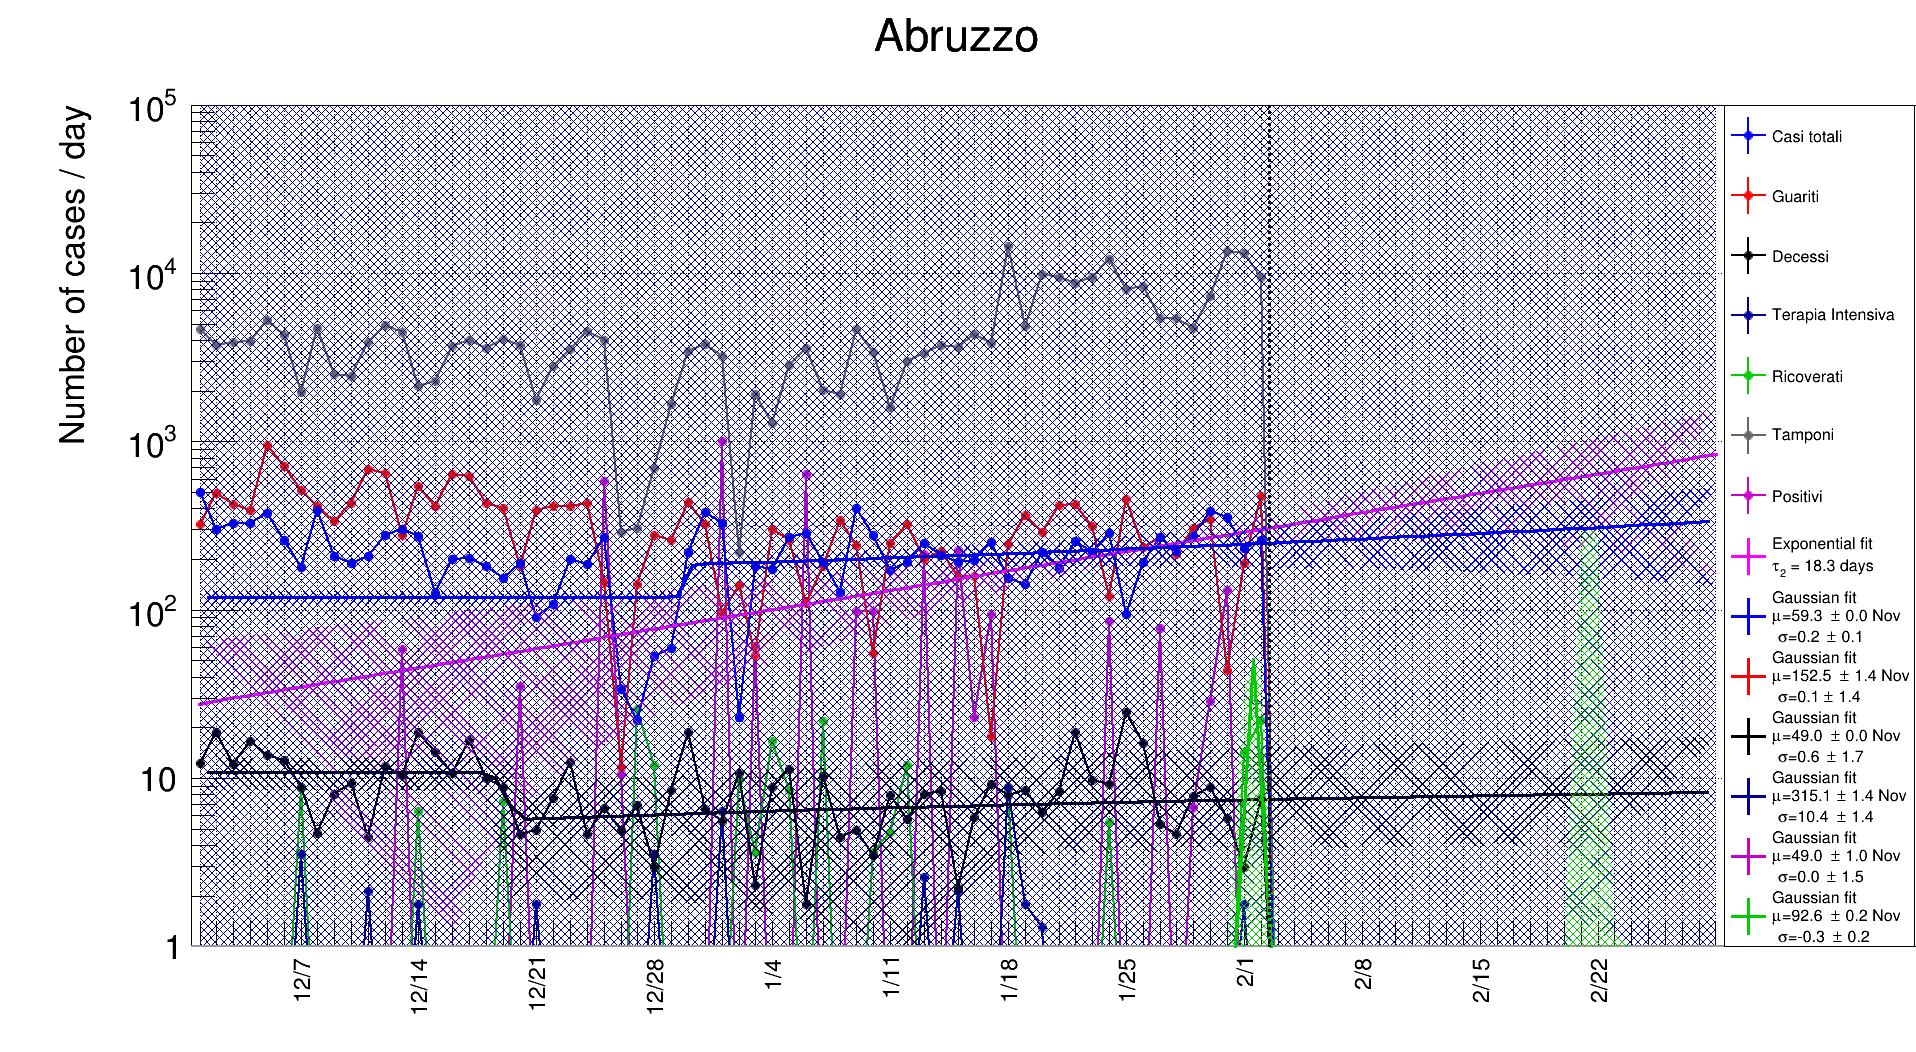 Abruzzo
Number of cases / day
10^5
10^4
10^3
10^2
10
1
12/7
12/14
12/21
12/28
1/4
1/11
1/18
1/25
2/1
2/8
2/15
2/22
Casi totali
Guariti
Decessi
Terapia Intensiva
Ricoverati
Tamponi
Positivi
Exponential fit
τ₂ = 18.3 days
Gaussian fit
μ=59.3 ± 0.0 Nov
σ=0.2 ± 0.1
Gaussian fit
μ=152.5 ± 1.4 Nov
σ=0.1 ± 1.4
Gaussian fit
μ=49.0 ± 0.0 Nov
σ=0.6 ± 1.7
Gaussian fit
μ=315.1 ± 1.4 Nov
σ=10.4 ± 1.4
Gaussian fit
μ=49.0 ± 1.0 Nov
σ=0.0 ± 1.5
Gaussian fit
μ=92.6 ± 0.2 Nov
σ=-0.3 ± 0.2